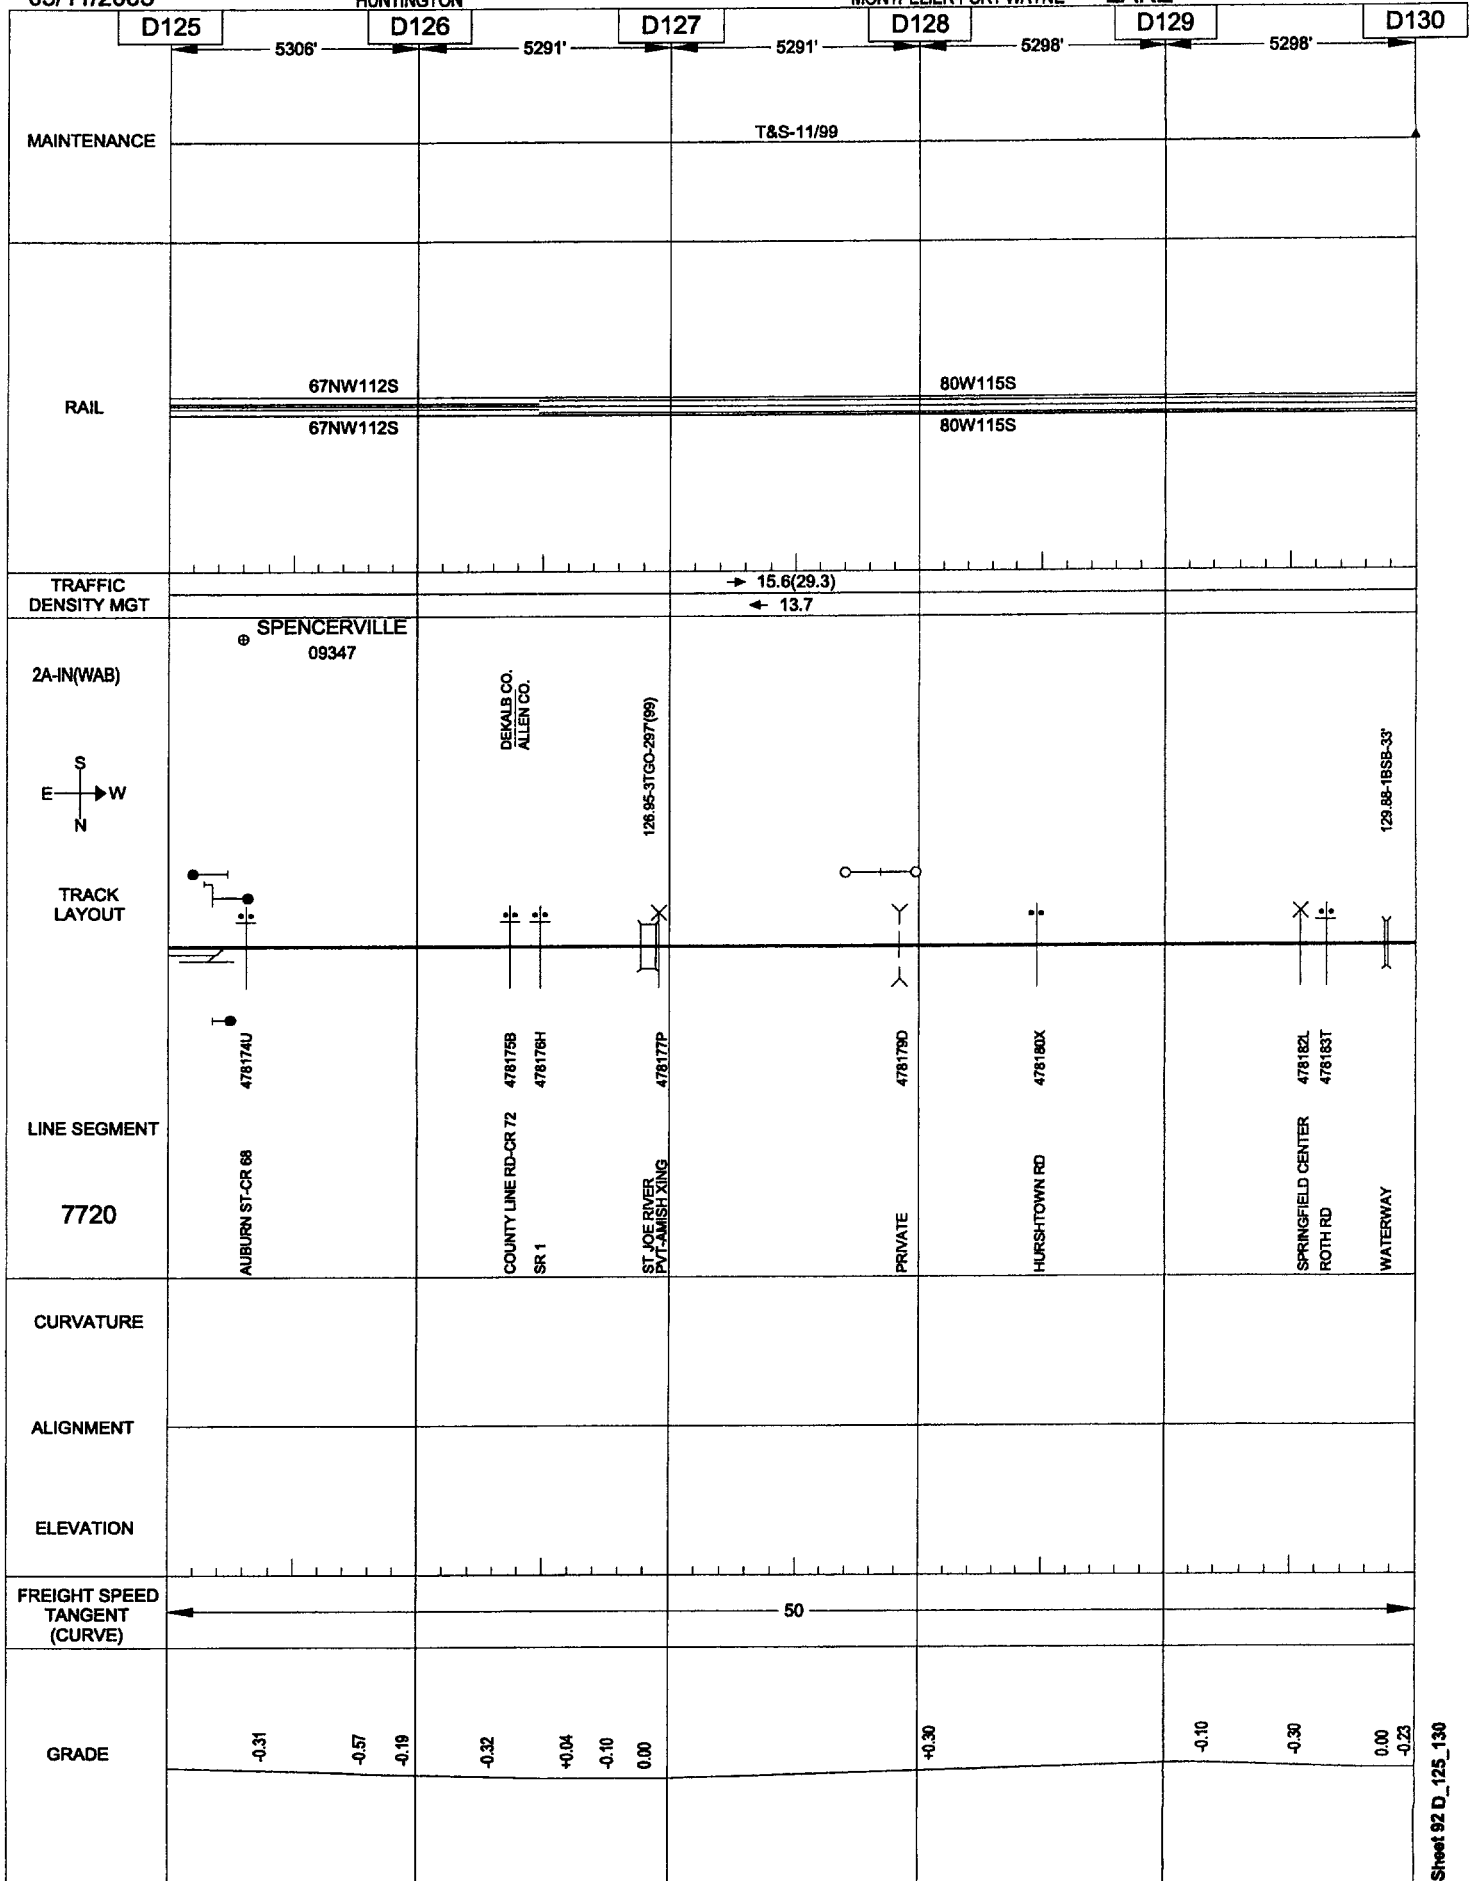 HUNTINGTON
D125
D126
D127
D128
D129
D130
5306'
5291'
5291'
5298'
5298'
MAINTENANCE
T&S-11/99
RAIL
67NW112S
80W115S
67NW112S
80W115S
TRAFFIC
DENSITY MGT
15.6(29.3)
13.7
SPENCERVILLE
09347
2A-IN(WAB)
DEKALB CO.
ALLEN CO.
126.95-3TGO-297'(99)
129.88-1BSB-33'
S
E
W
N
TRACK
LAYOUT
478174U
478175B
478176H
478177P
478179D
478180X
478182L
478183T
LINE SEGMENT
7720
AUBURN ST-CR 68
COUNTY LINE RD-CR 72
SR 1
ST JOE RIVER
PVT-AMISH XING
PRIVATE
HURSHTOWN RD
SPRINGFIELD CENTER
ROTH RD
WATERWAY
CURVATURE
ALIGNMENT
ELEVATION
FREIGHT SPEED
TANGENT
(CURVE)
50
GRADE
-0.31
-0.57
-0.19
-0.32
+0.04
-0.10
0.00
+0.30
-0.10
-0.30
0.00
-0.23
Sheet 92 D_125_130